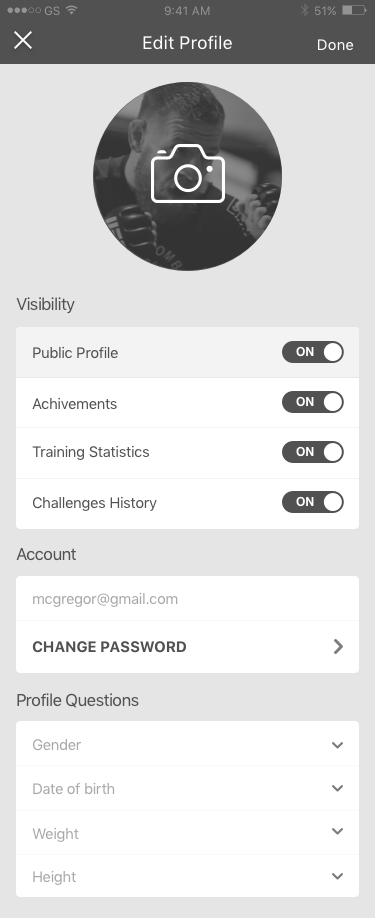 GS 9:41 AM 51%
Edit Profile Done
Visibility
Public Profile ON
Achivements ON
Training Statistics ON
Challenges History ON
Account
mcgregor@gmail.com
CHANGE PASSWORD
Profile Questions
Gender
Date of birth
Weight
Height